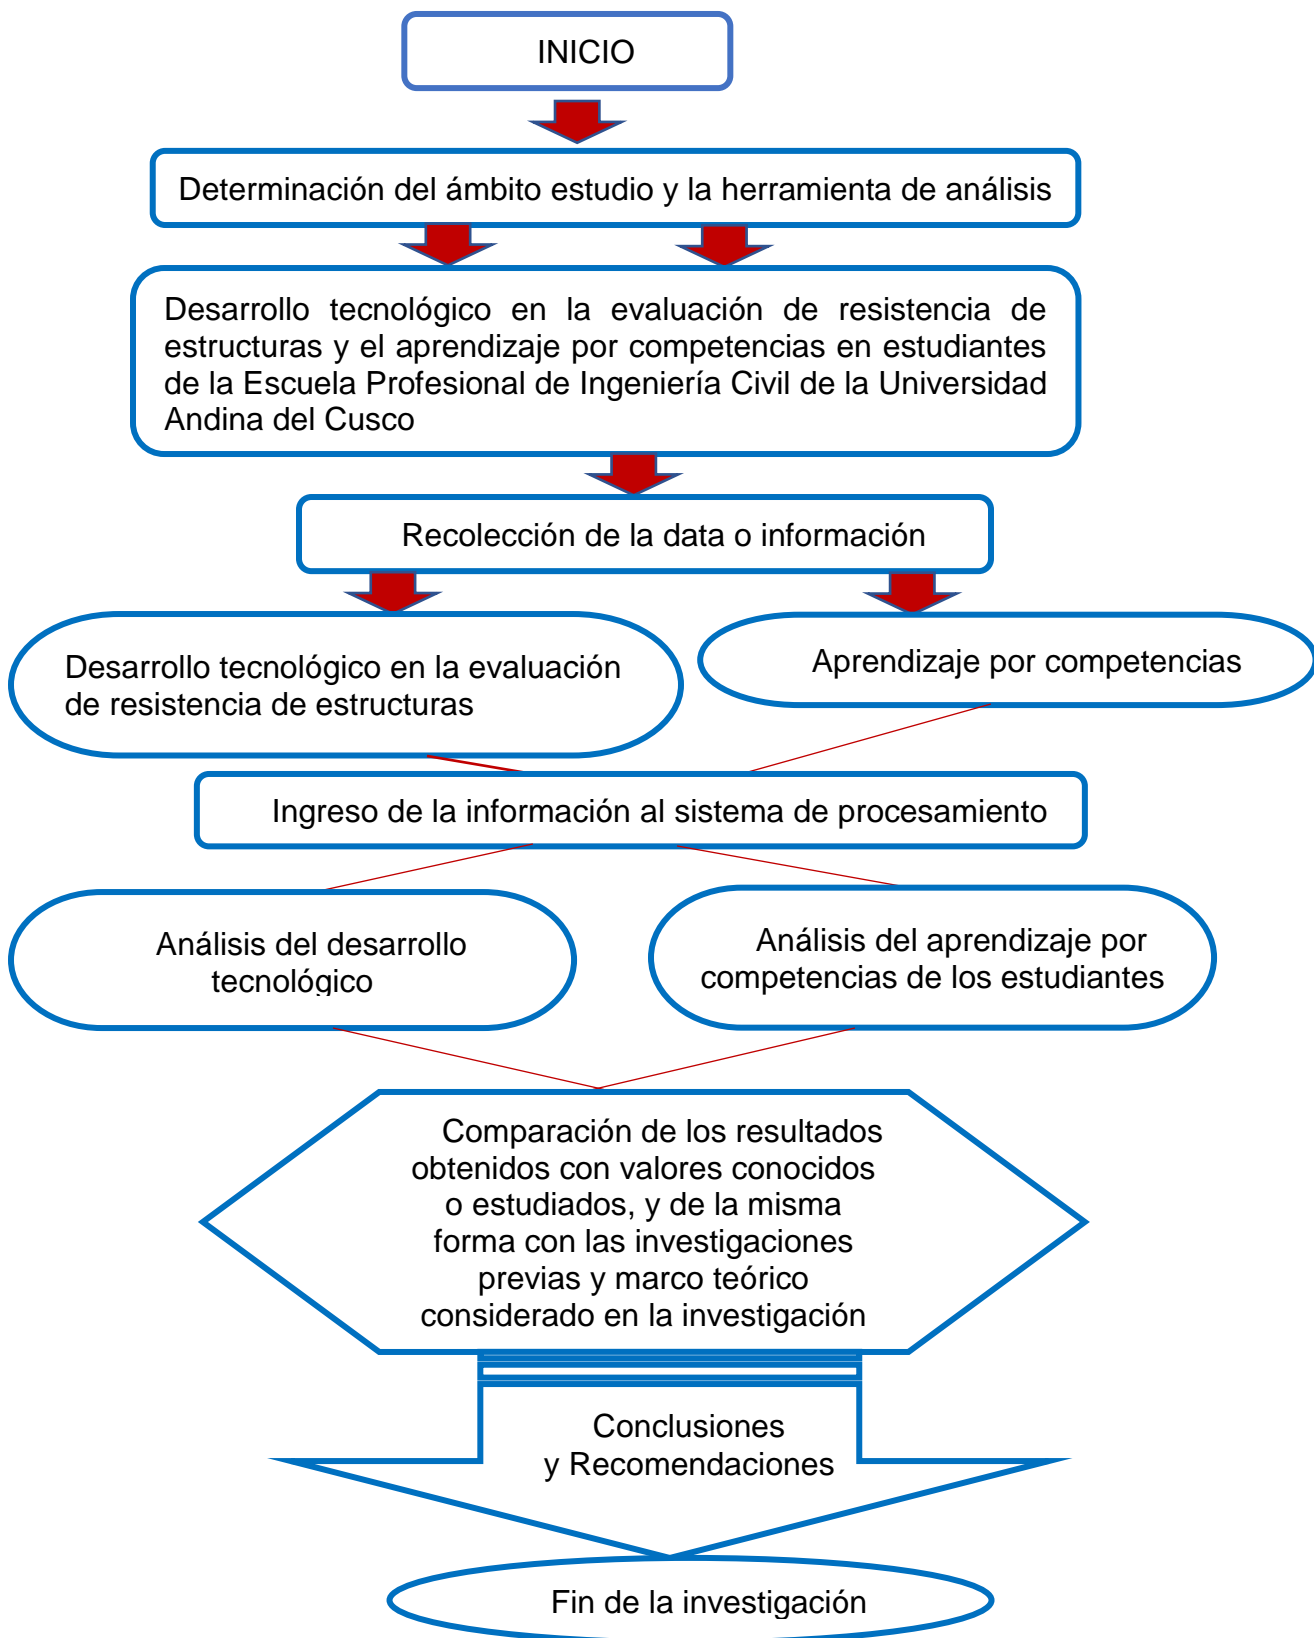 INICIO
Determinación del ámbito estudio y la herramienta de análisis
Desarrollo tecnológico en la evaluación de resistencia de
estructuras y el aprendizaje por competencias en estudiantes
de la Escuela Profesional de Ingeniería Civil de la Universidad
Andina del Cusco
Recolección de la data o información
Desarrollo tecnológico en la evaluación
de resistencia de estructuras
Aprendizaje por competencias
Ingreso de la información al sistema de procesamiento
Análisis del desarrollo
tecnológico
Análisis del aprendizaje por
competencias de los estudiantes
Comparación de los resultados
obtenidos con valores conocidos
o estudiados, y de la misma
forma con las investigaciones
previas y marco teórico
considerado en la investigación
Conclusiones
y Recomendaciones
Fin de la investigación